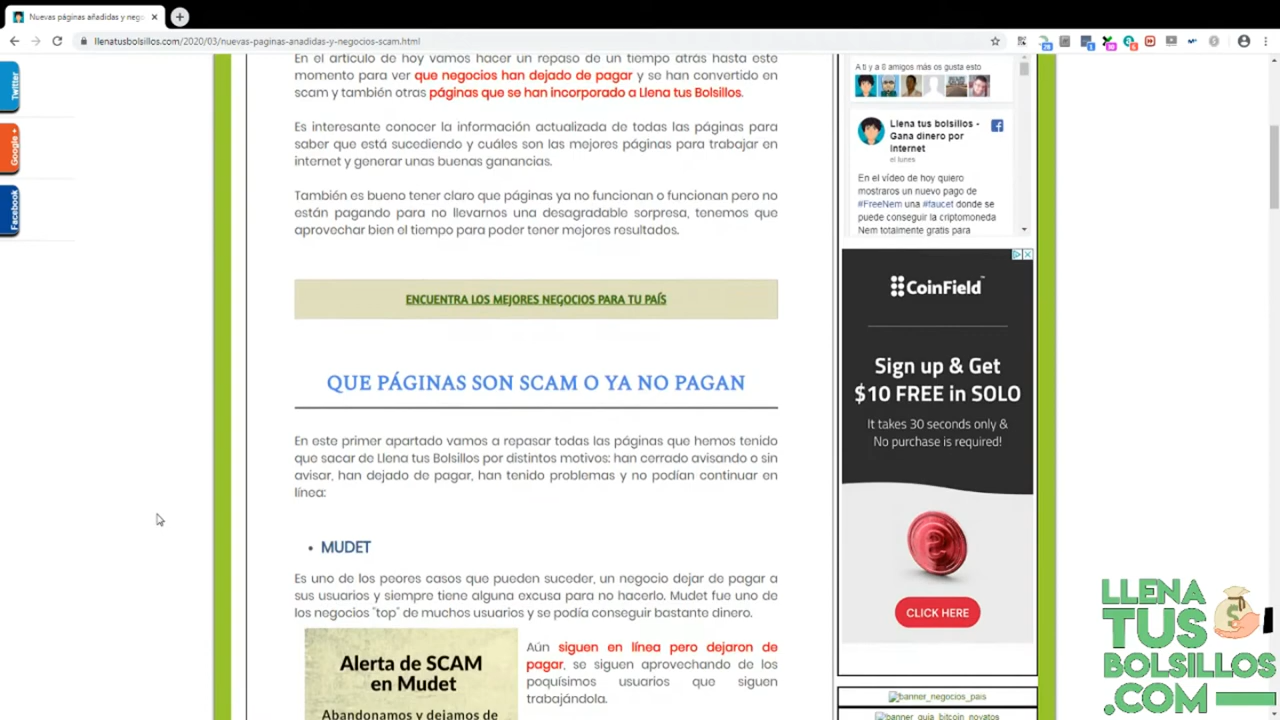 Nuevas páginas añadidas y nego
llenatusbolsillos.com/2020/03/nuevas-paginas-anadidas-y-negocios-scam.html
Twitter
Google +
Facebook
En el artículo de hoy vamos hacer un repaso de un tiempo atrás hasta este
momento para ver que negocios han dejado de pagar y se han convertido en
scam y también otras páginas que se han incorporado a Llena tus Bolsillos.
Es interesante conocer la información actualizada de todas las páginas para
saber que está sucediendo y cuáles son las mejores páginas para trabajar en
internet y generar unas buenas ganancias.
También es bueno tener claro que páginas ya no funcionan o funcionan pero no
están pagando para no llevarnos una desagradable sorpresa, tenemos que
aprovechar bien el tiempo para poder tener mejores resultados.
ENCUENTRA LOS MEJORES NEGOCIOS PARA TU PAÍS
QUE PÁGINAS SON SCAM O YA NO PAGAN
En este primer apartado vamos a repasar todas las páginas que hemos tenido
que sacar de Llena tus Bolsillos por distintos motivos: han cerrado avisando o sin
avisar, han dejado de pagar, han tenido problemas y no podían continuar en
línea:
• MUDET
Es uno de los peores casos que pueden suceder, un negocio dejar de pagar a
sus usuarios y siempre tiene alguna excusa para no hacerlo. Mudet fue uno de
los negocios "top" de muchos usuarios y se podía conseguir bastante dinero.
Alerta de SCAM
en Mudet
Abandonamos y dejamos de
Aún siguen en línea pero dejaron de
pagar, se siguen aprovechando de los
poquísimos usuarios que siguen
trabajándola.
A ti y a 8 amigos más os gusta esto
Llena tus bolsillos -
Gana dinero por
internet
el lunes
En el vídeo de hoy quiero
mostraros un nuevo pago de
#FreeNem una #faucet donde se
puede conseguir la criptomoneda
Nem totalmente gratis para
CoinField™
Sign up & Get
$10 FREE in SOLO
It takes 30 seconds only &
No purchase is required!
CLICK HERE
banner_negocios_pais
banner_guia_bitcoin_novatos
LLENA
TUS
BOLSILLOS
.COM